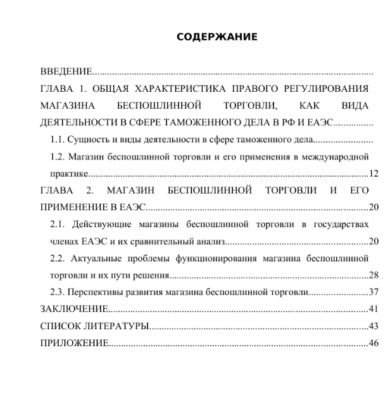 СОДЕРЖАНИЕ
ВВЕДЕНИЕ
ГЛАВА 1. ОБЩАЯ ХАРАКТЕРИСТИКА ПРАВОГО РЕГУЛИРОВАНИЯ
МАГАЗИНА БЕСПОШЛИННОЙ ТОРГОВЛИ, КАК ВИДА
ДЕЯТЕЛЬНОСТИ В СФЕРЕ ТАМОЖЕННОГО ДЕЛА В РФ И ЕАЭС
1.1. Сущность и виды деятельности в сфере таможенного дела
1.2. Магазин беспошлинной торговли и его применения в международной
практике 12
ГЛАВА 2. МАГАЗИН БЕСПОШЛИННОЙ ТОРГОВЛИ И ЕГО
ПРИМЕНЕНИЕ В ЕАЭС 20
2.1. Действующие магазины беспошлинной торговли в государствах
членах ЕАЭС и их сравнительный анализ 20
2.2. Актуальные проблемы функционирования магазина беспошлинной
торговли и их пути решения 28
2.3. Перспективы развития магазина беспошлинной торговли 37
ЗАКЛЮЧЕНИЕ 41
СПИСОК ЛИТЕРАТУРЫ 43
ПРИЛОЖЕНИЕ 46